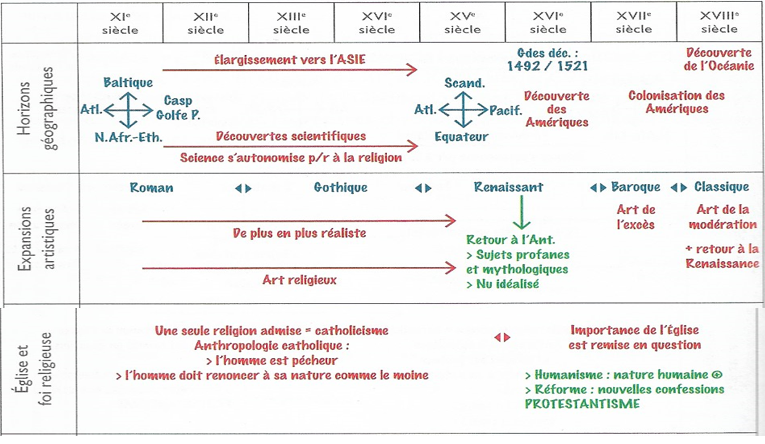 XIe siècle
XIIe siècle
XIIIe siècle
XVIe siècle
XVe siècle
XVIe siècle
XVIIe siècle
XVIIIe siècle
Horizons géographiques
Élargissement vers l'ASIE
Baltique
Atl.
Casp
Golfe P.
N.Afr.-Eth.
Découvertes scientifiques
Science s'autonomise p/r à la religion
Scand.
Atl.
Pacif.
Equateur
Gdes déc. :
1492 / 1521
Découverte
des
Amériques
Découverte
de l'Océanie
Colonisation des
Amériques
Expansions artistiques
Roman
Gothique
Renaissant
Baroque
Classique
De plus en plus réaliste
Art religieux
Retour à l'Ant.
> Sujets profanes
et mythologiques
> Nu idéalisé
Art de
l'excès
Art de la
modération
+ retour à la
Renaissance
Église et foi religieuse
Une seule religion admise = catholicisme
Anthropologie catholique :
> l'homme est pécheur
> l'homme doit renoncer à sa nature comme le moine
Importance de l'Église
est remise en question
> Humanisme : nature humaine ⊕
> Réforme : nouvelles confessions
PROTESTANTISME